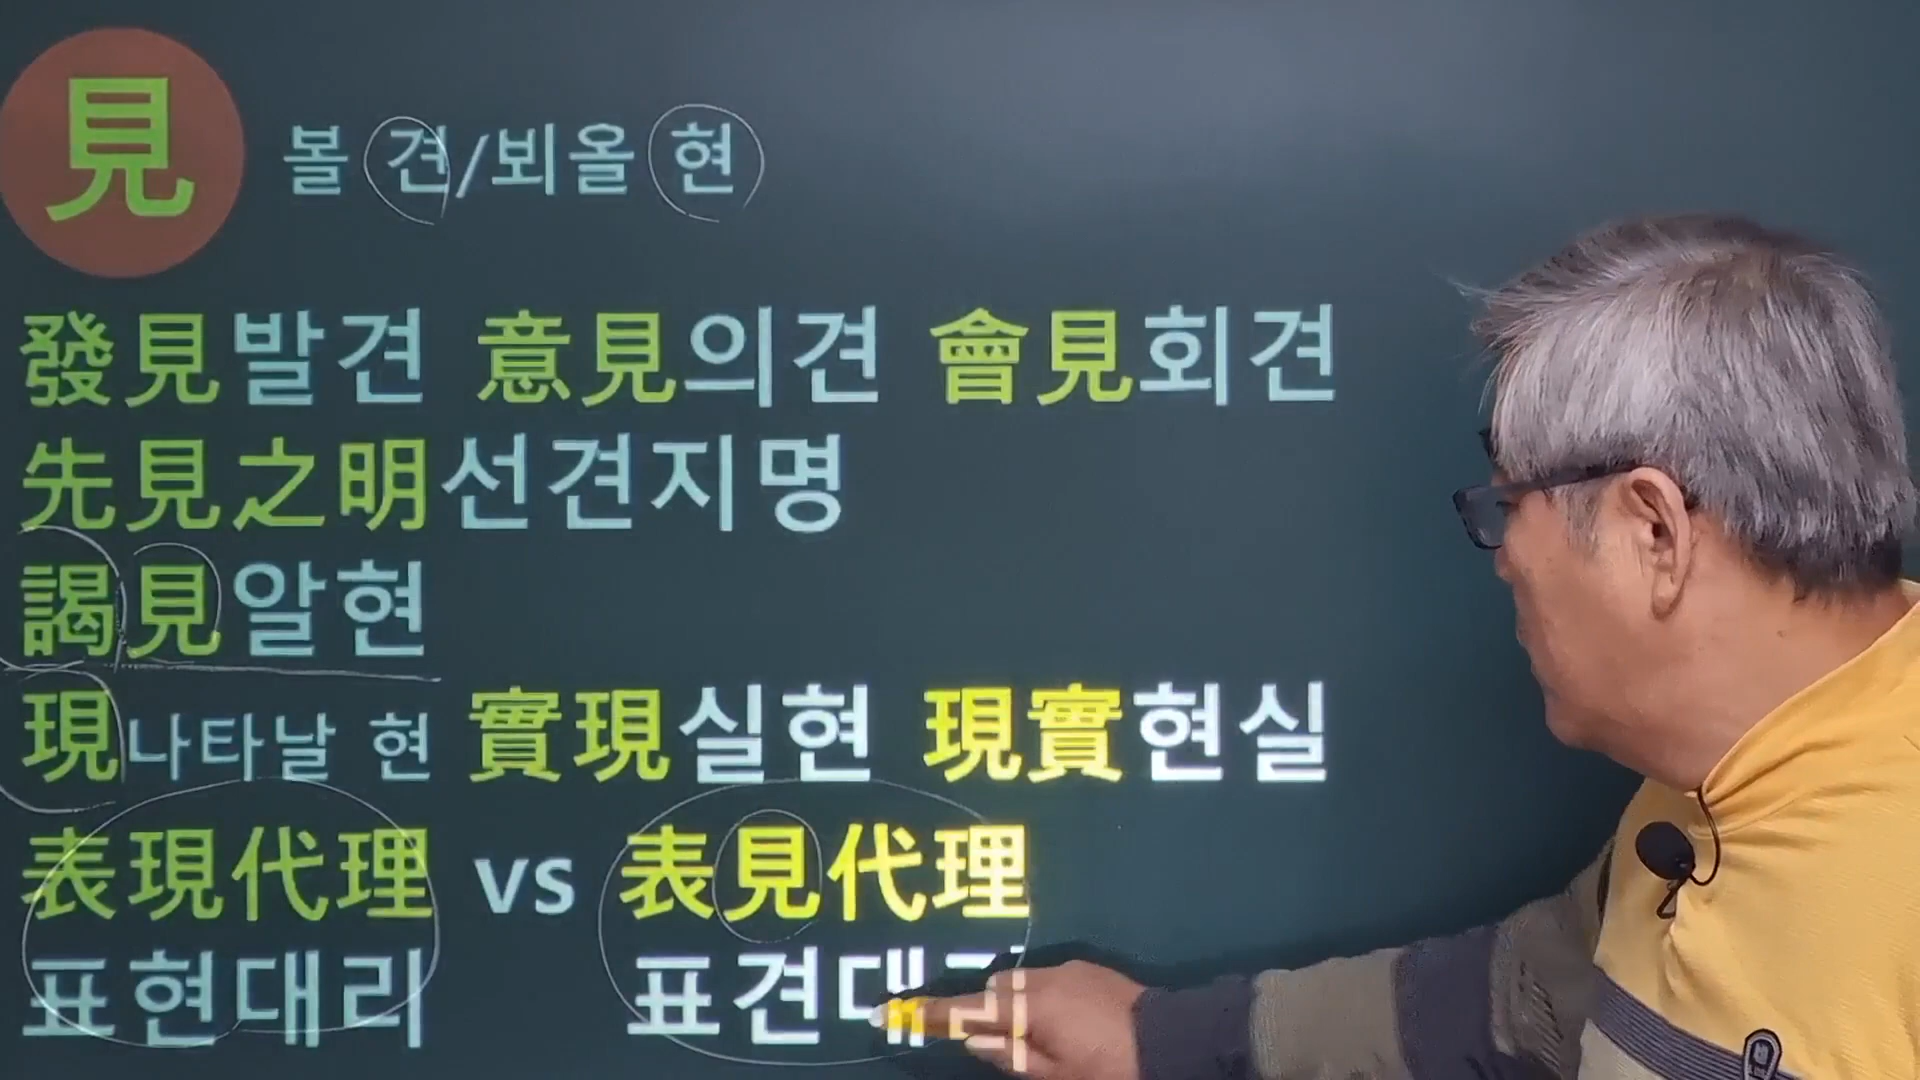 見 볼 견/뵈올 현
發見발견 意見의견 會見회견
先見之明선견지명
謁見알현
現나타날 현 實現실현 現實현실
表現代理 vs 表見代理
표현대리 표견대리